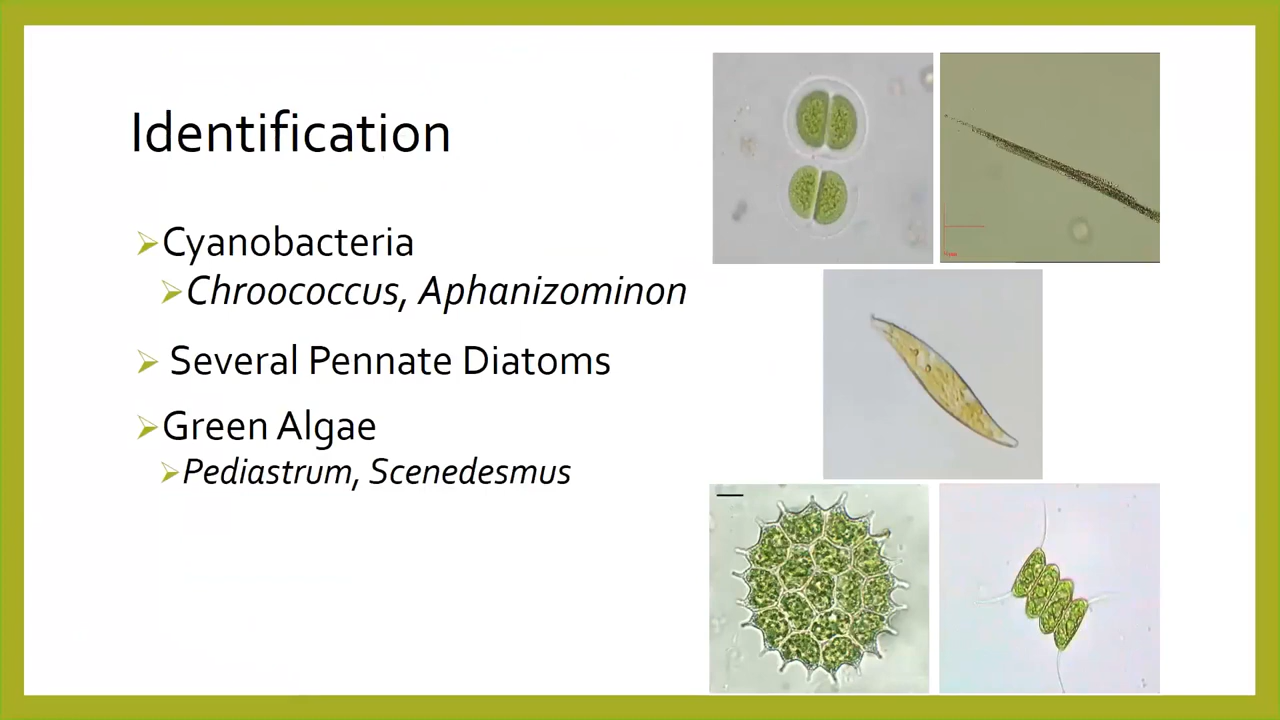 Identification
Cyanobacteria
Chroococcus, Aphanizominon
Several Pennate Diatoms
Green Algae
Pediastrum, Scenedesmus